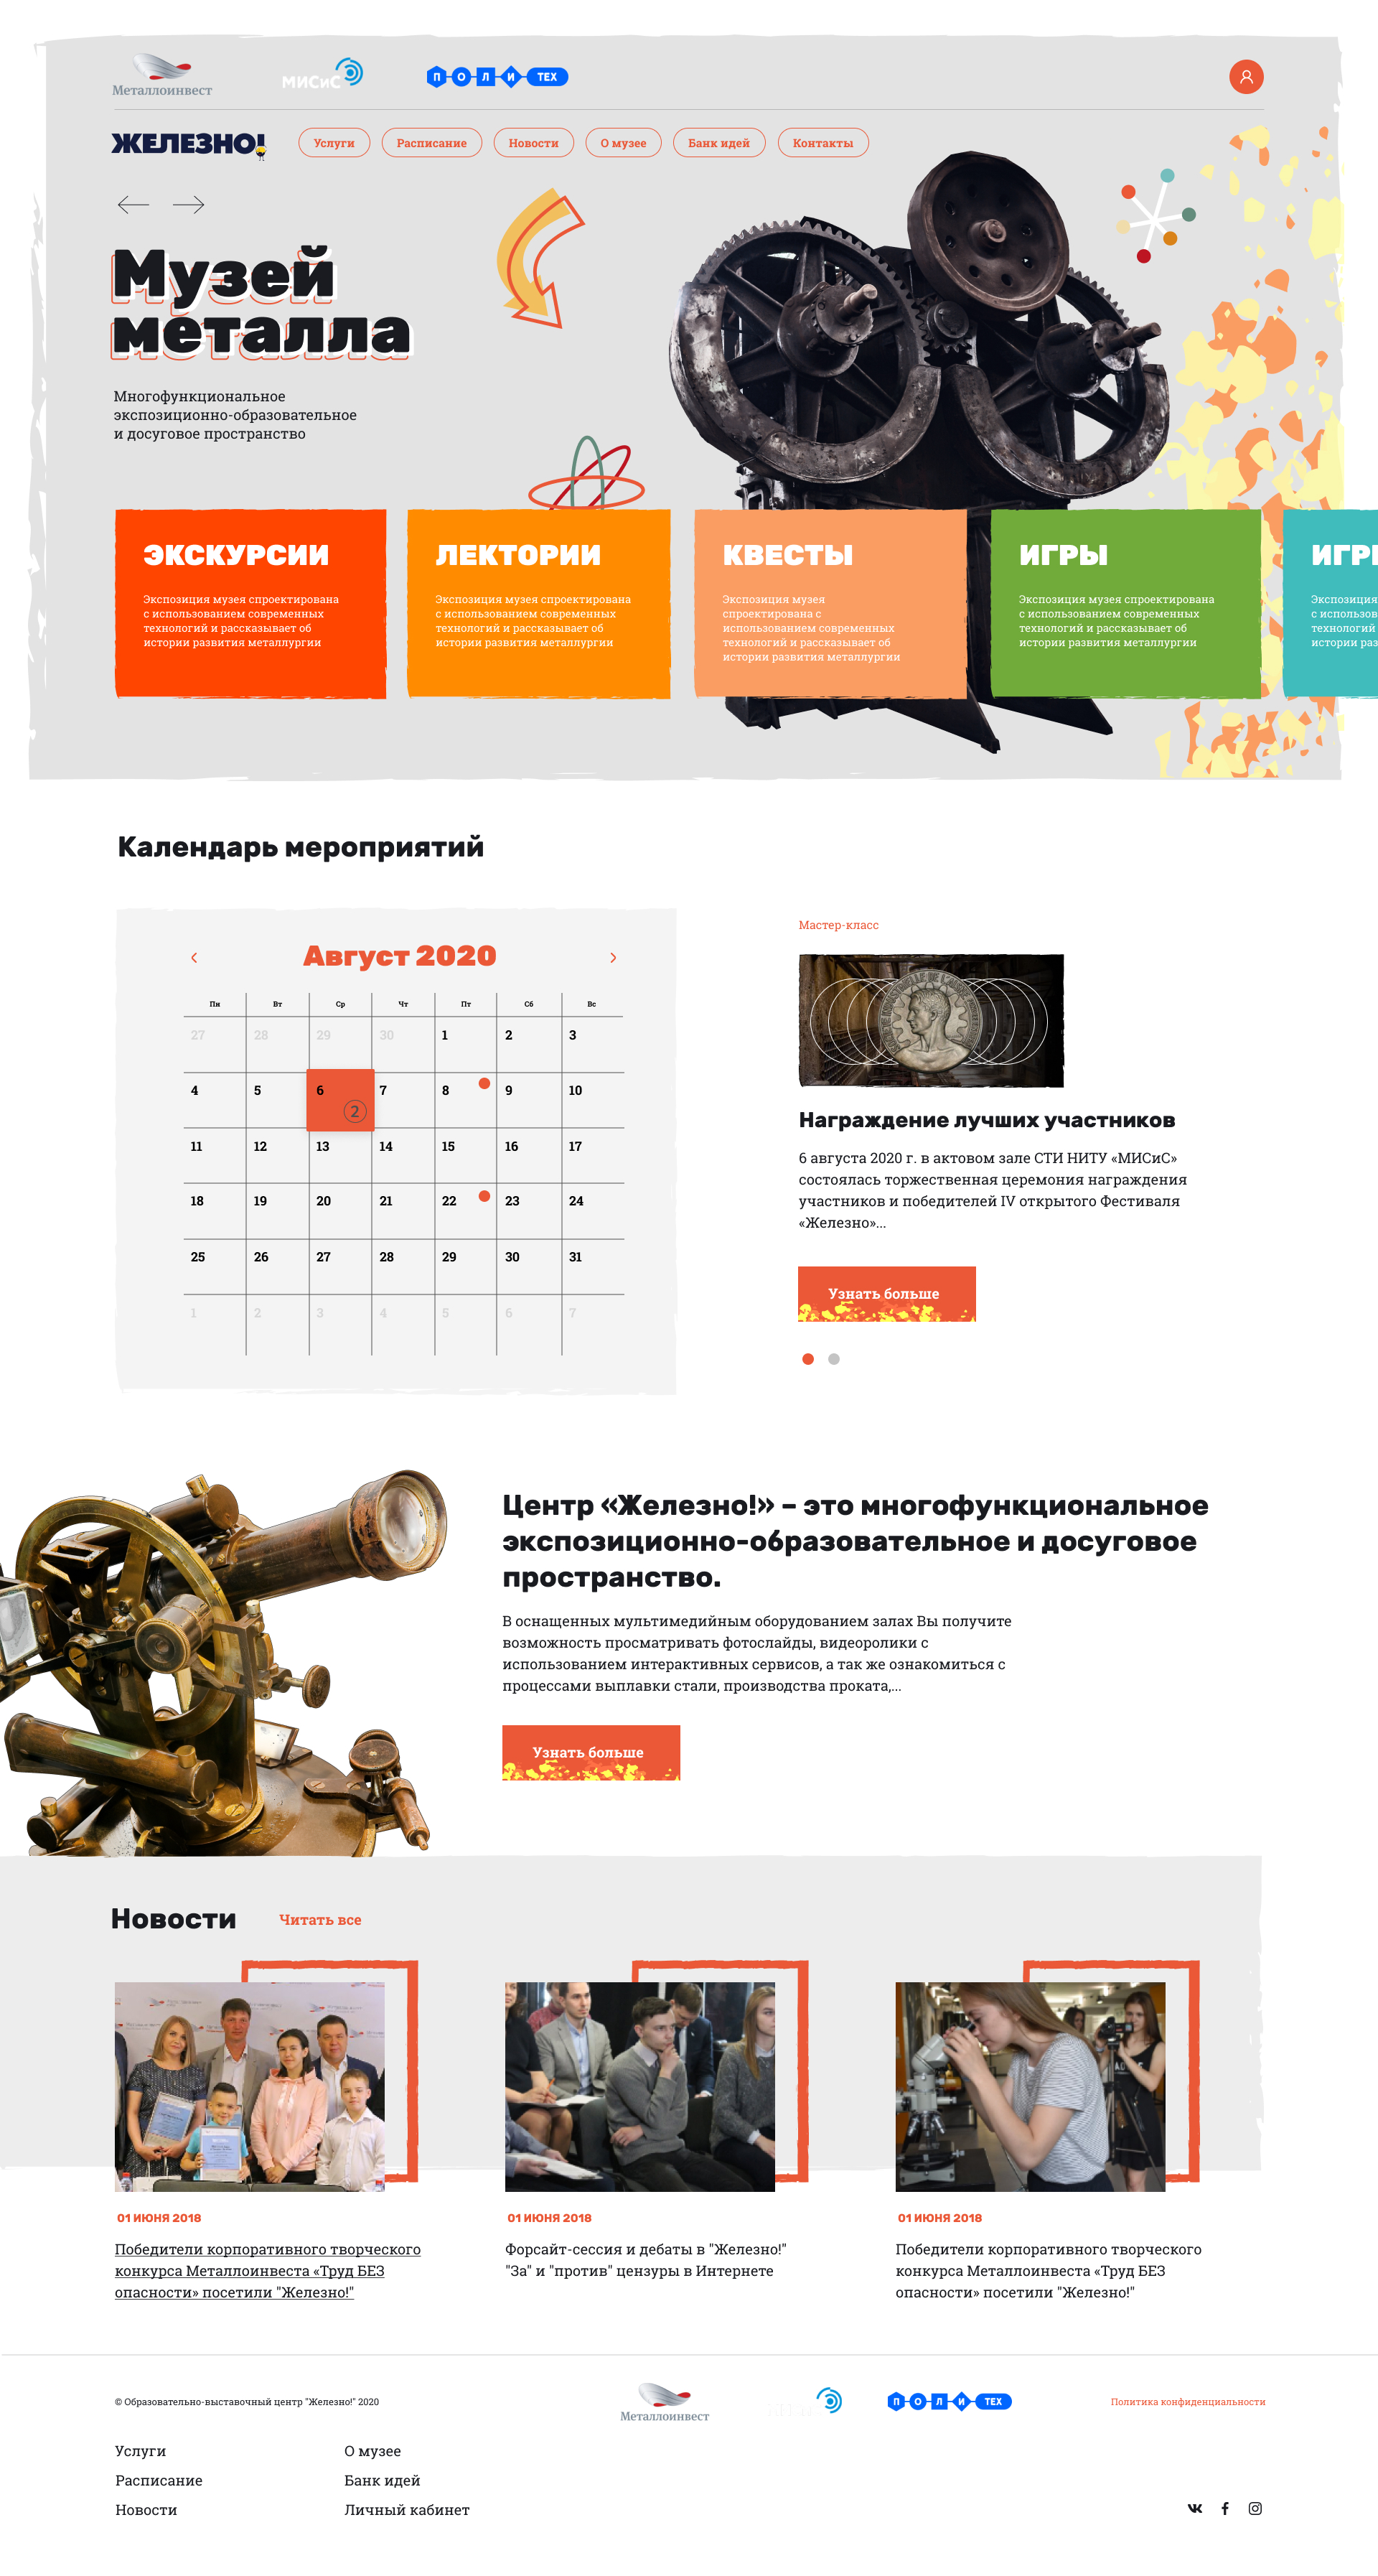 Металлоинвест
МИСиС
ПОЛИТЕХ
ЖЕЛЕЗНО!
Услуги
Расписание
Новости
О музее
Банк идей
Контакты
Музей
металла
Многофункциональное
экспозиционно-образовательное
и досуговое пространство
ЭКСКУРСИИ
Экспозиция музея спроектирована
с использованием современных
технологий и рассказывает об
истории развития металлургии
ЛЕКТОРИИ
Экспозиция музея спроектирована
с использованием современных
технологий и рассказывает об
истории развития металлургии
КВЕСТЫ
Экспозиция музея
спроектирована с
использованием современных
технологий и рассказывает об
истории развития металлургии
ИГРЫ
Экспозиция музея спроектирована
с использованием современных
технологий и рассказывает об
истории развития металлургии
ИГР
Экспозиция
с использов
технологий
истории раз
Календарь мероприятий
Август 2020
Пн Вт Ср Чт Пт Сб Вс
27 28 29 30 1 2 3
4 5 6 2 7 8 9 10
11 12 13 14 15 16 17
18 19 20 21 22 23 24
25 26 27 28 29 30 31
1 2 3 4 5 6 7
Мастер-класс
Награждение лучших участников
6 августа 2020 г. в актовом зале СТИ НИТУ «МИСиС»
состоялась торжественная церемония награждения
участников и победителей IV открытого Фестиваля
«Железно»...
Узнать больше
Центр «Железно!» – это многофункциональное
экспозиционно-образовательное и досуговое
пространство.
В оснащенных мультимедийным оборудованием залах Вы получите
возможность просматривать фотослайды, видеоролики с
использованием интерактивных сервисов, а так же ознакомиться с
процессами выплавки стали, производства проката,...
Узнать больше
Новости
Читать все
01 ИЮНЯ 2018
Победители корпоративного творческого
конкурса Металлоинвеста «Труд БЕЗ
опасности» посетили "Железно!"
01 ИЮНЯ 2018
Форсайт-сессия и дебаты в "Железно!"
"За" и "против" цензуры в Интернете
01 ИЮНЯ 2018
Победители корпоративного творческого
конкурса Металлоинвеста «Труд БЕЗ
опасности» посетили "Железно!"
© Образовательно-выставочный центр "Железно!" 2020
Металлоинвест
ПОЛИТЕХ
Политика конфиденциальности
Услуги
Расписание
Новости
О музее
Банк идей
Личный кабинет